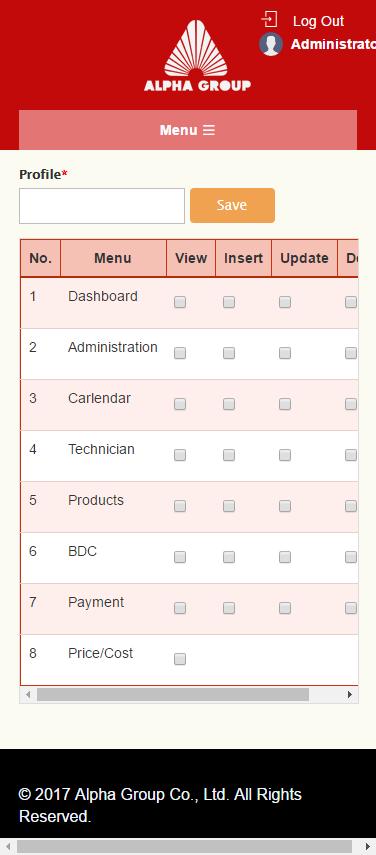 Log Out
Administrato
ALPHA GROUP
Menu
Profile*
Save
No. Menu View Insert Update De
1 Dashboard
2 Administration
3 Carlendar
4 Technician
5 Products
6 BDC
7 Payment
8 Price/Cost
© 2017 Alpha Group Co., Ltd. All Rights
Reserved.